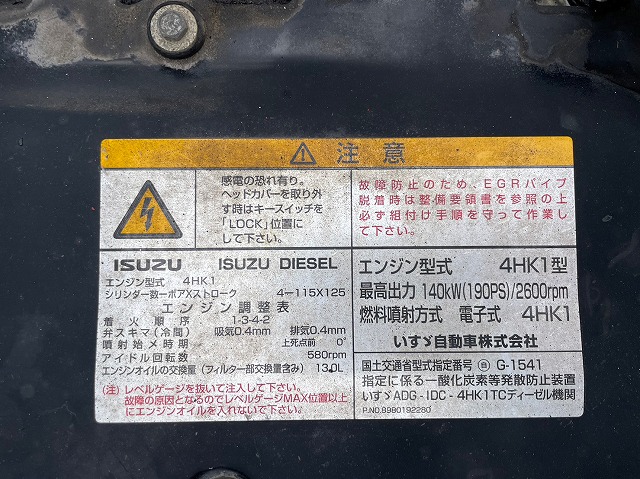 注意
感電の恐れ有り。
ヘッドカバーを取り外
す時はキースイッチを
「LOCK」位置に
して下さい。
故障防止のため、EGRパイプ
脱着時は整備要領書を参照の上
必ず組付け手順を守って作業し
て下さい。
ISUZU ISUZU DIESEL
エンジン型式 4HK1
シリンダー数ーボアXストローク 4-115X125
エンジン調整表
着火順序 1-3-4-2
弁スキマ(冷間) 吸気0.4mm 排気0.4mm
噴射始メ時期 上死点前 0°
アイドル回転数 580rpm
エンジンオイルの交換量(フィルター部交換量含み) 13.0L
(注)レベルゲージを抜いて注入して下さい。
故障の原因となるのでレベルゲージMAX位置以上
にエンジンオイルを入れないで下さい。
エンジン型式 4HK1型
最高出力 140kW(190PS)/2600rpm
燃料噴射方式 電子式 4HK1
いすゞ自動車株式会社
国土交通省型式指定番号 自 G-1541
指定に係る一酸化炭素等発散防止装置
いすゞADG-IDC-4HK1TCディーゼル機関
P.NO.8980192280